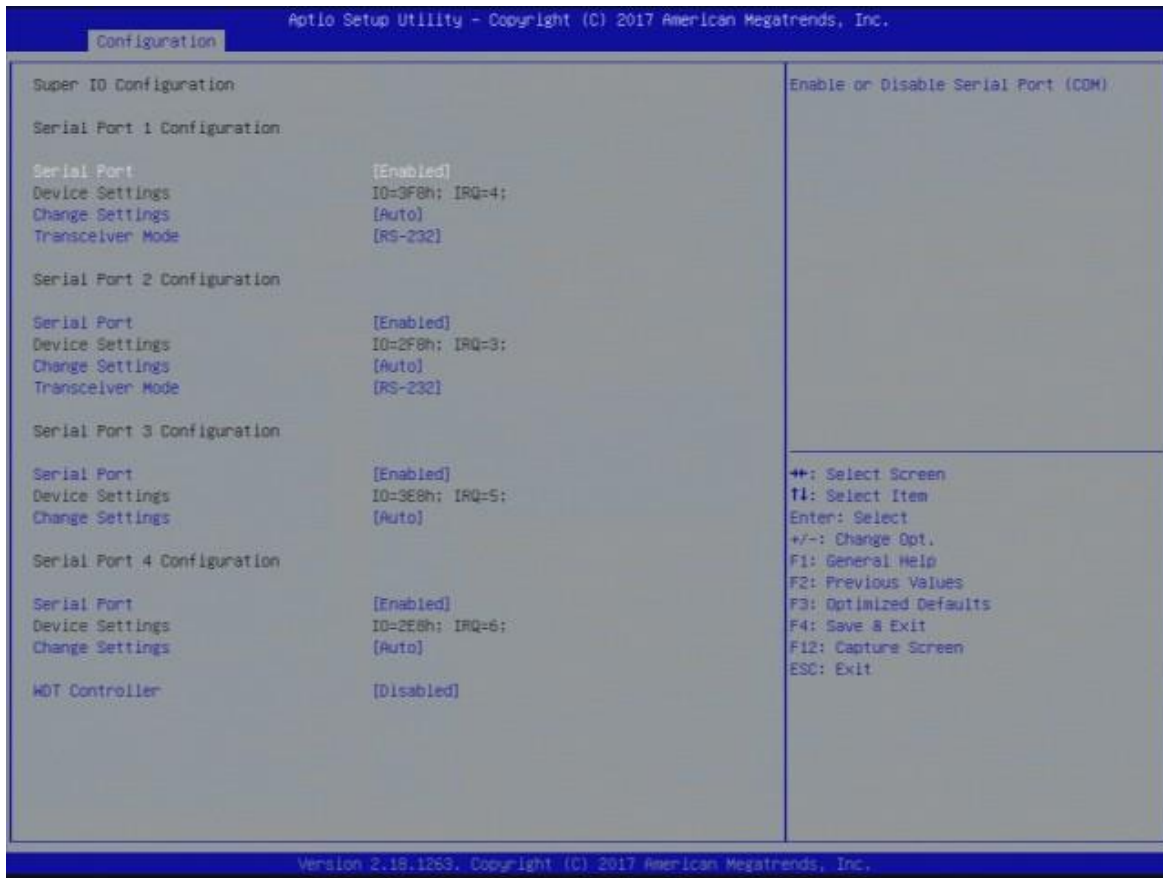 Aptio Setup Utility – Copyright (C) 2017 American Megatrends, Inc.
Configuration
Super IO Configuration
Serial Port 1 Configuration
Serial Port [Enabled]
Device Settings IO=3F8h; IRQ=4;
Change Settings [Auto]
Transceiver Mode [RS-232]
Serial Port 2 Configuration
Serial Port [Enabled]
Device Settings IO=2F8h; IRQ=3;
Change Settings [Auto]
Transceiver Mode [RS-232]
Serial Port 3 Configuration
Serial Port [Enabled]
Device Settings IO=3E8h; IRQ=5;
Change Settings [Auto]
Serial Port 4 Configuration
Serial Port [Enabled]
Device Settings IO=2E8h; IRQ=6;
Change Settings [Auto]
WDT Controller [Disabled]
Enable or Disable Serial Port (COM)
→←: Select Screen
↑↓: Select Item
Enter: Select
+/-: Change Opt.
F1: General Help
F2: Previous Values
F3: Optimized Defaults
F4: Save & Exit
F12: Capture Screen
ESC: Exit
Version 2.18.1263. Copyright (C) 2017 American Megatrends, Inc.